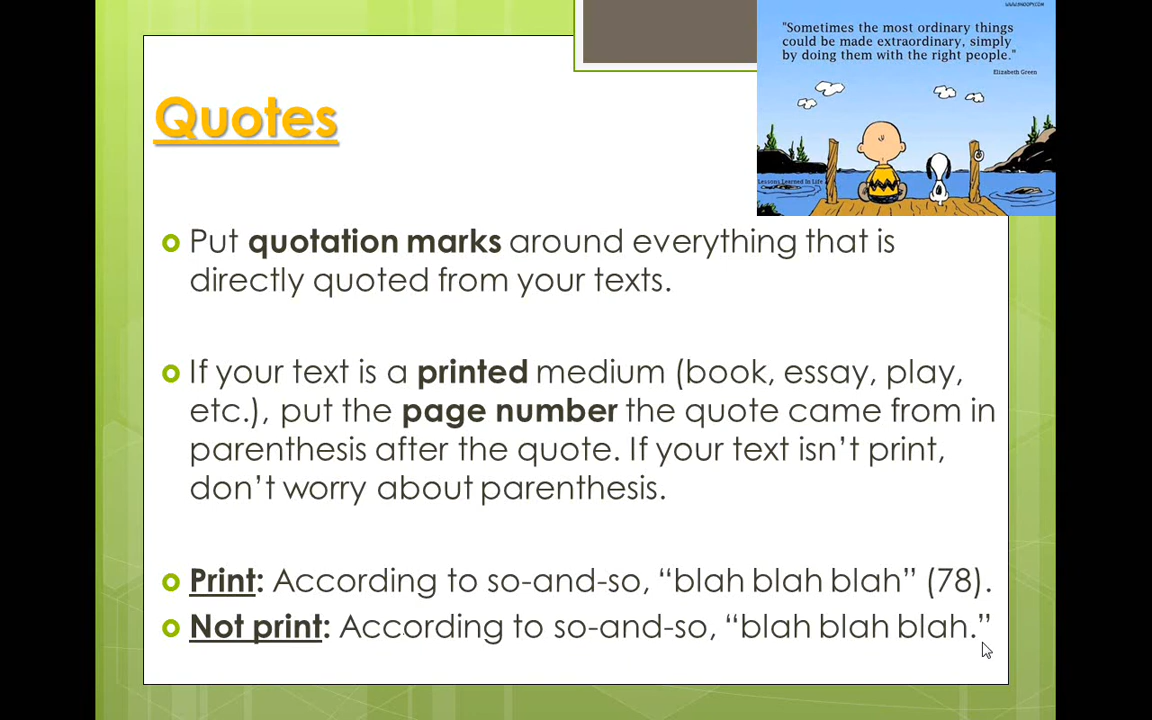 WWW.SNOOPY.COM
"Sometimes the most ordinary things
could be made extraordinary, simply
by doing them with the right people."
Elizabeth Green
Lessons Learned In Life
Quotes
Put quotation marks around everything that is
directly quoted from your texts.
If your text is a printed medium (book, essay, play,
etc.), put the page number the quote came from in
parenthesis after the quote. If your text isn’t print,
don’t worry about parenthesis.
Print: According to so-and-so, “blah blah blah” (78).
Not print: According to so-and-so, “blah blah blah.”